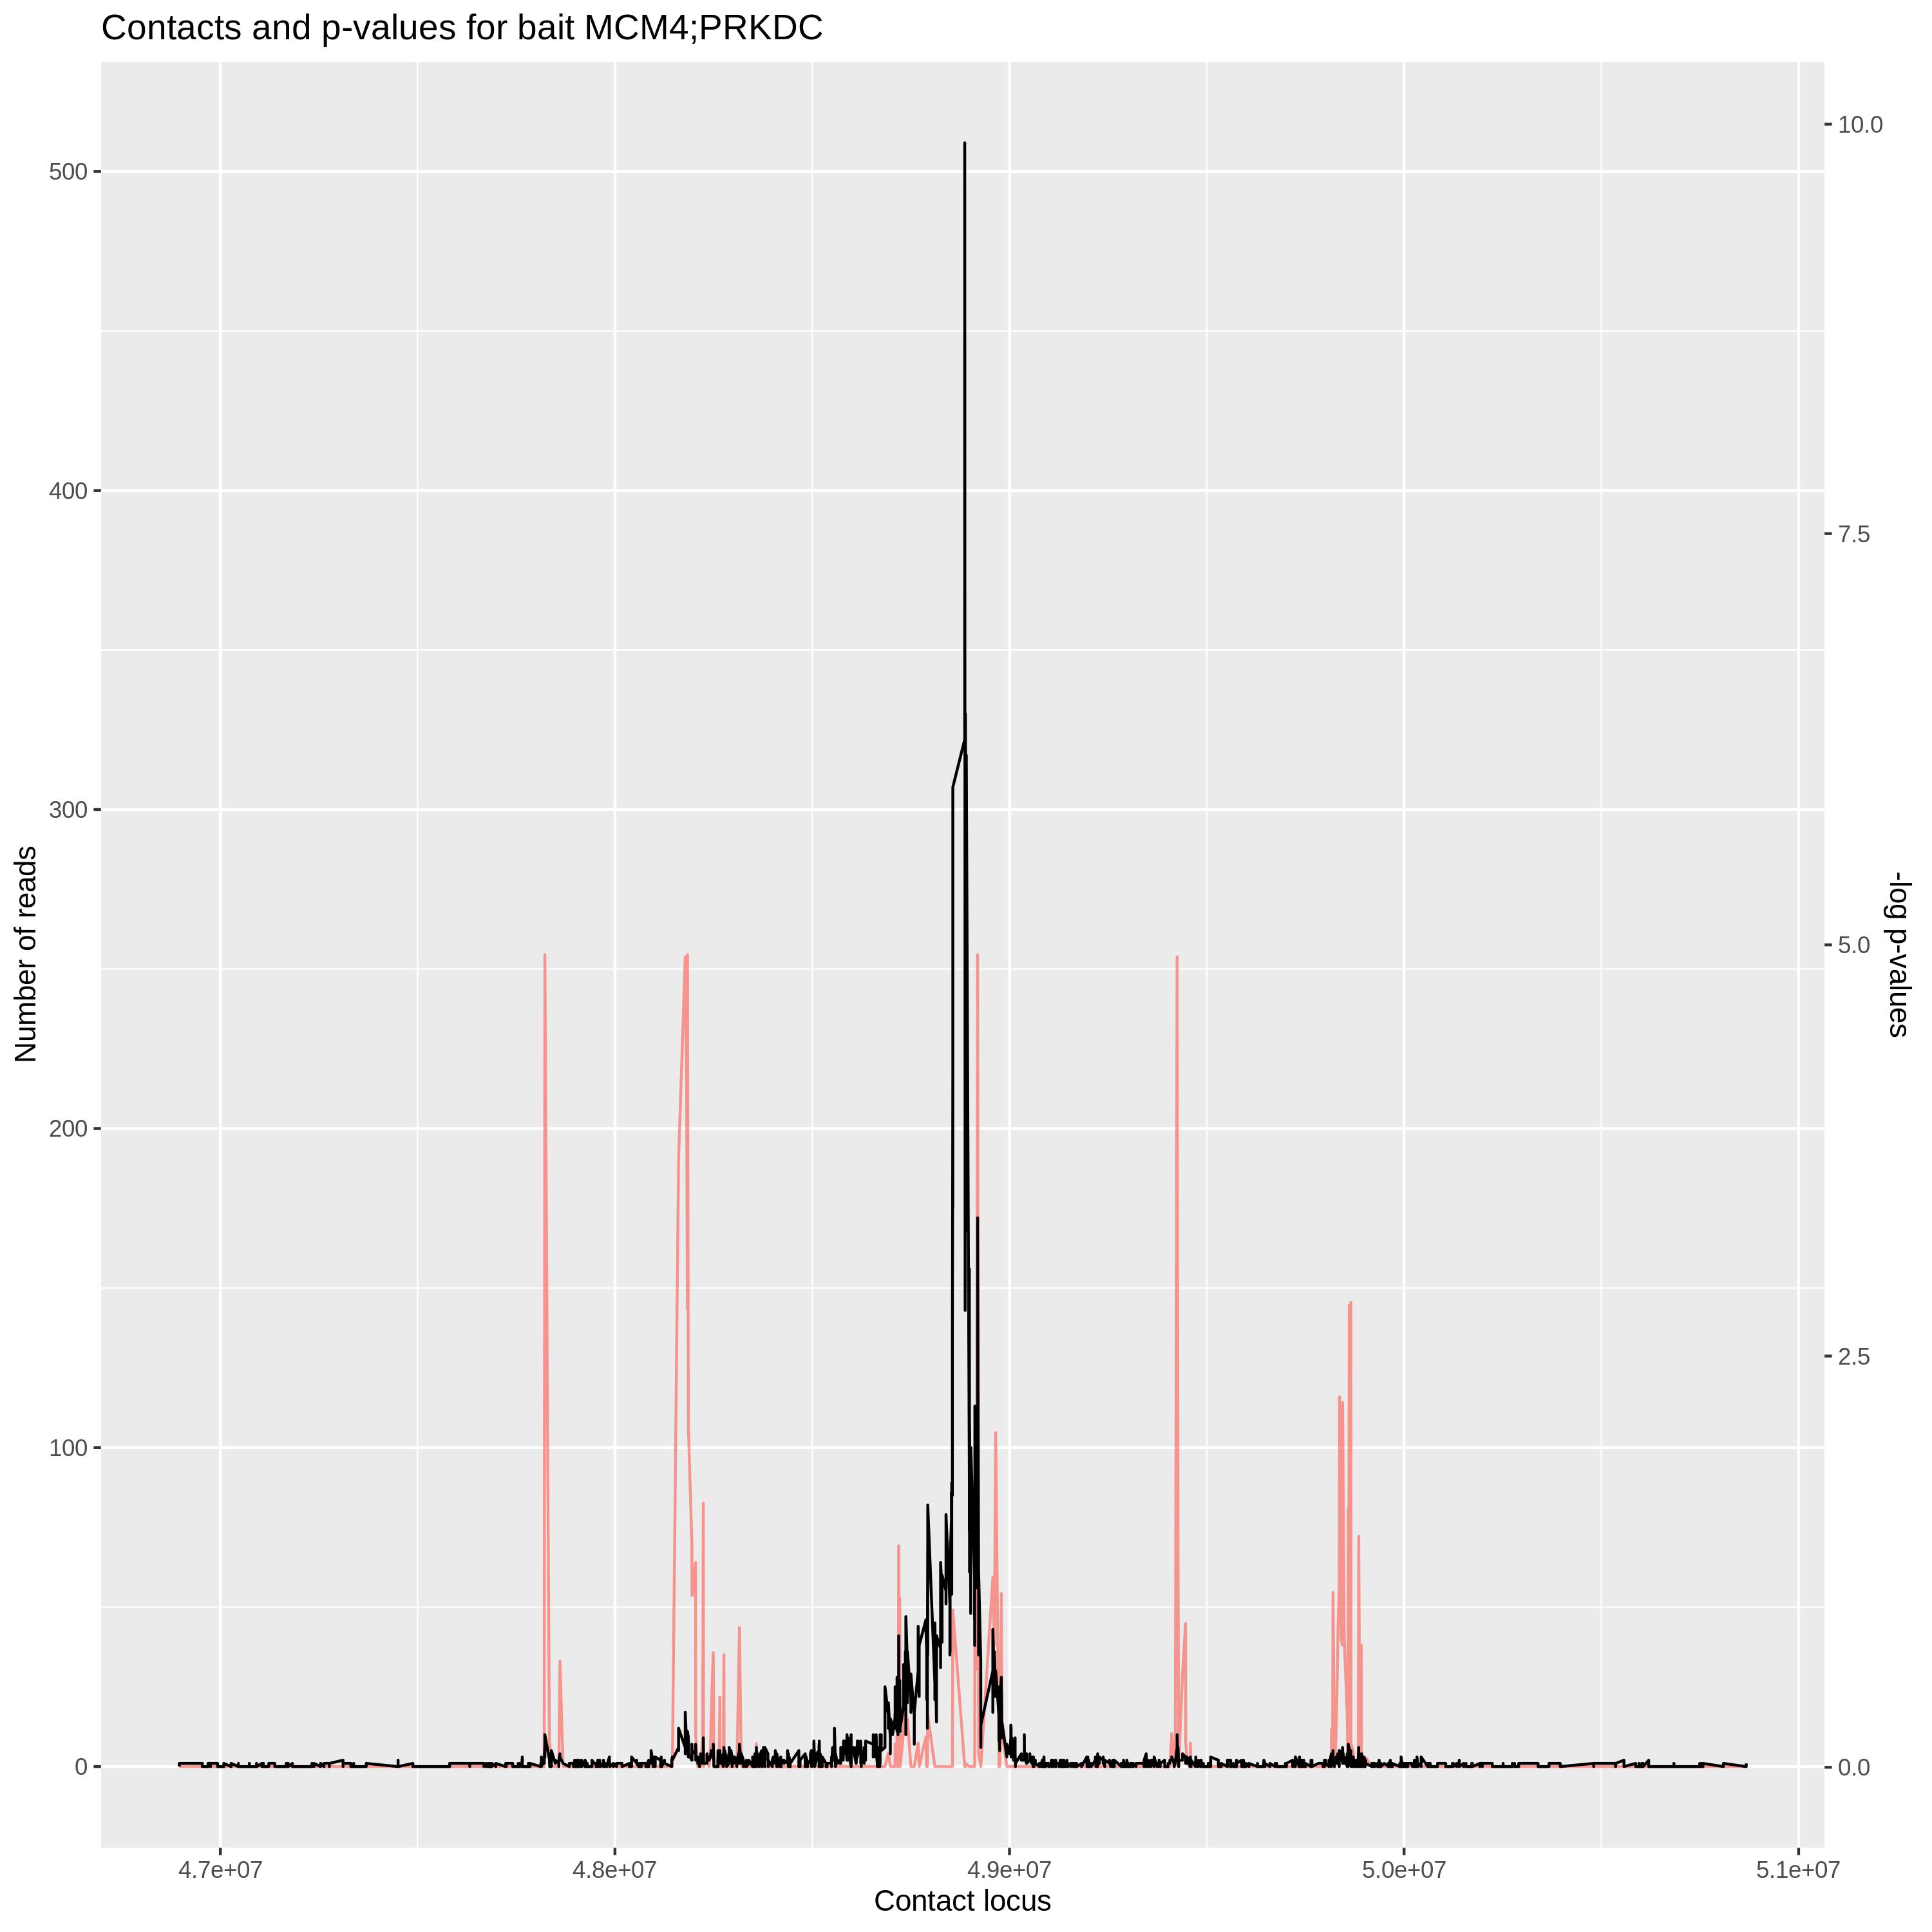 Contacts and p-values for bait MCM4;PRKDC
500
400
300
200
100
0
Number of reads
10.0
7.5
5.0
2.5
0.0
-log p-values
4.7e+07
4.8e+07
4.9e+07
5.0e+07
5.1e+07
Contact locus